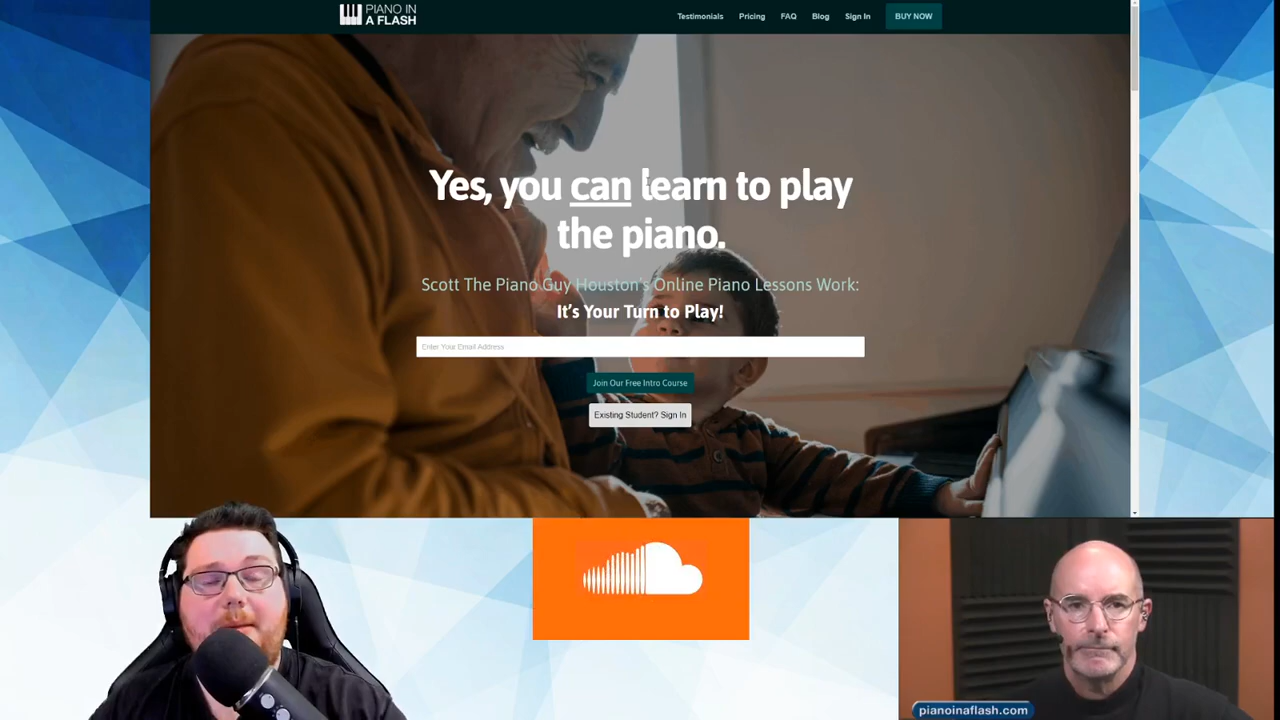 PIANO IN
A FLASH
Testimonials Pricing FAQ Blog Sign In BUY NOW
Yes, you can learn to play
the piano.
Scott The Piano Guy Houston's Online Piano Lessons Work:
It's Your Turn to Play!
Enter Your Email Address
Join Our Free Intro Course
Existing Student? Sign In
pianoinaflash.com